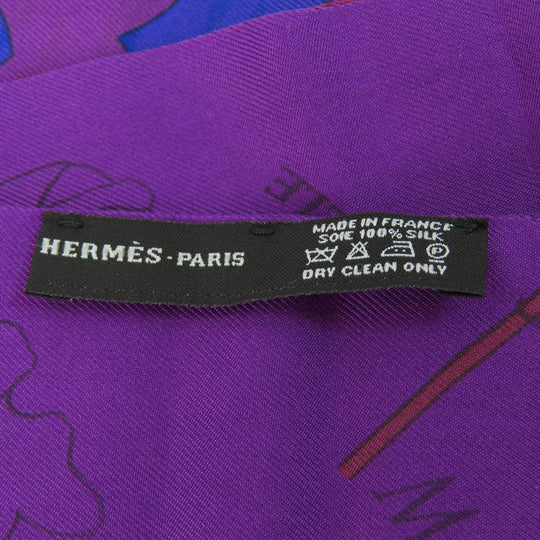 HERMÈS-PARIS
MADE IN FRANCE
SOIE 100% SILK
DRY CLEAN ONLY